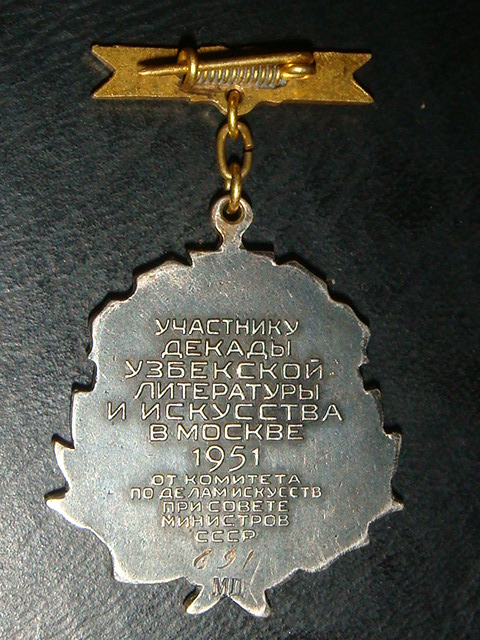 УЧАСТНИКУ
ДЕКАДЫ
УЗБЕКСКОЙ
ЛИТЕРАТУРЫ
И ИСКУССТВА
В МОСКВЕ
1951
ОТ КОМИТЕТА
ПО ДЕЛАМ ИСКУССТВ
ПРИ СОВЕТЕ
МИНИСТРОВ
СССР
691
МД